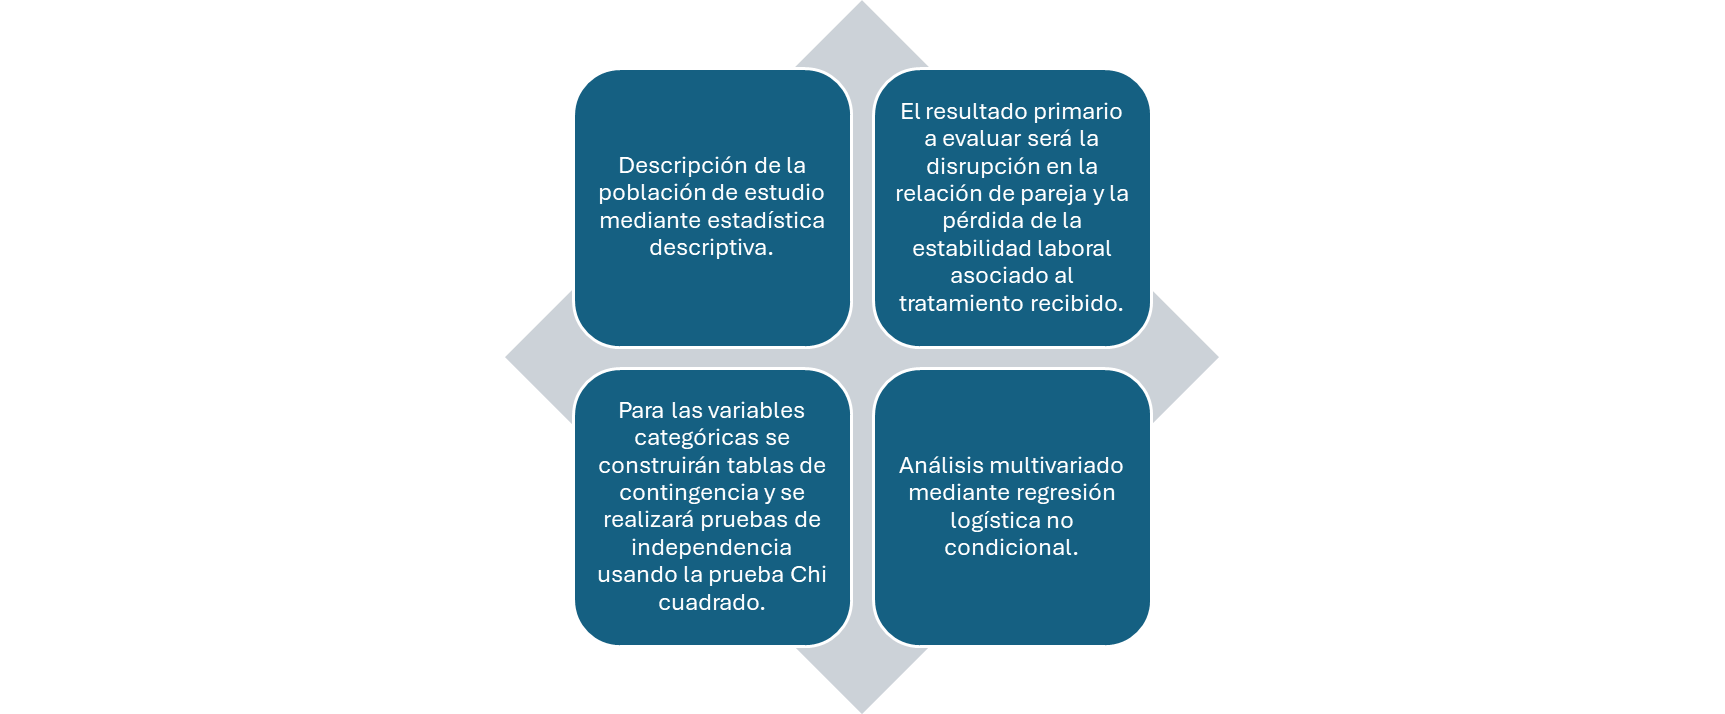 Descripción de la
población de estudio
mediante estadística
descriptiva.
El resultado primario
a evaluar será la
disrupción en la
relación de pareja y la
pérdida de la
estabilidad laboral
asociado al
tratamiento recibido.
Para las variables
categóricas se
construirán tablas de
contingencia y se
realizará pruebas de
independencia
usando la prueba Chi
cuadrado.
Análisis multivariado
mediante regresión
logística no
condicional.